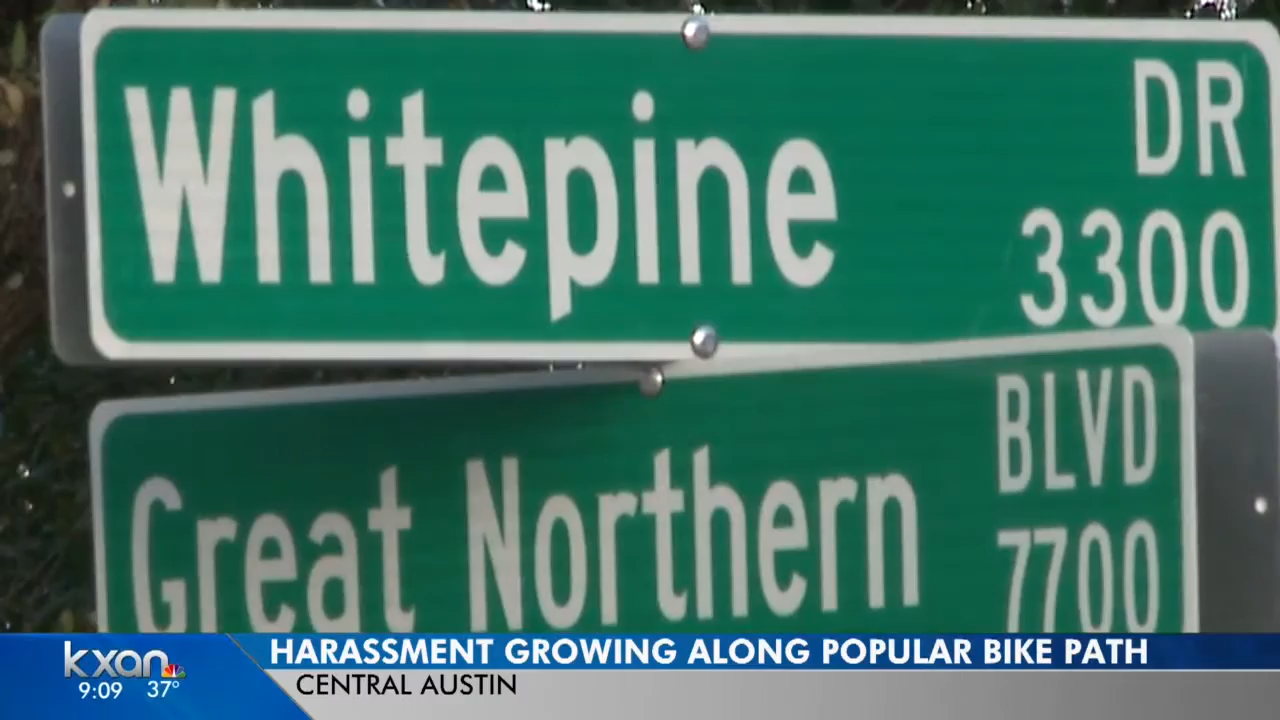 Whitepine DR
3300
Great Northern BLVD
7700
kxan
9:09 37°
HARASSMENT GROWING ALONG POPULAR BIKE PATH
CENTRAL AUSTIN